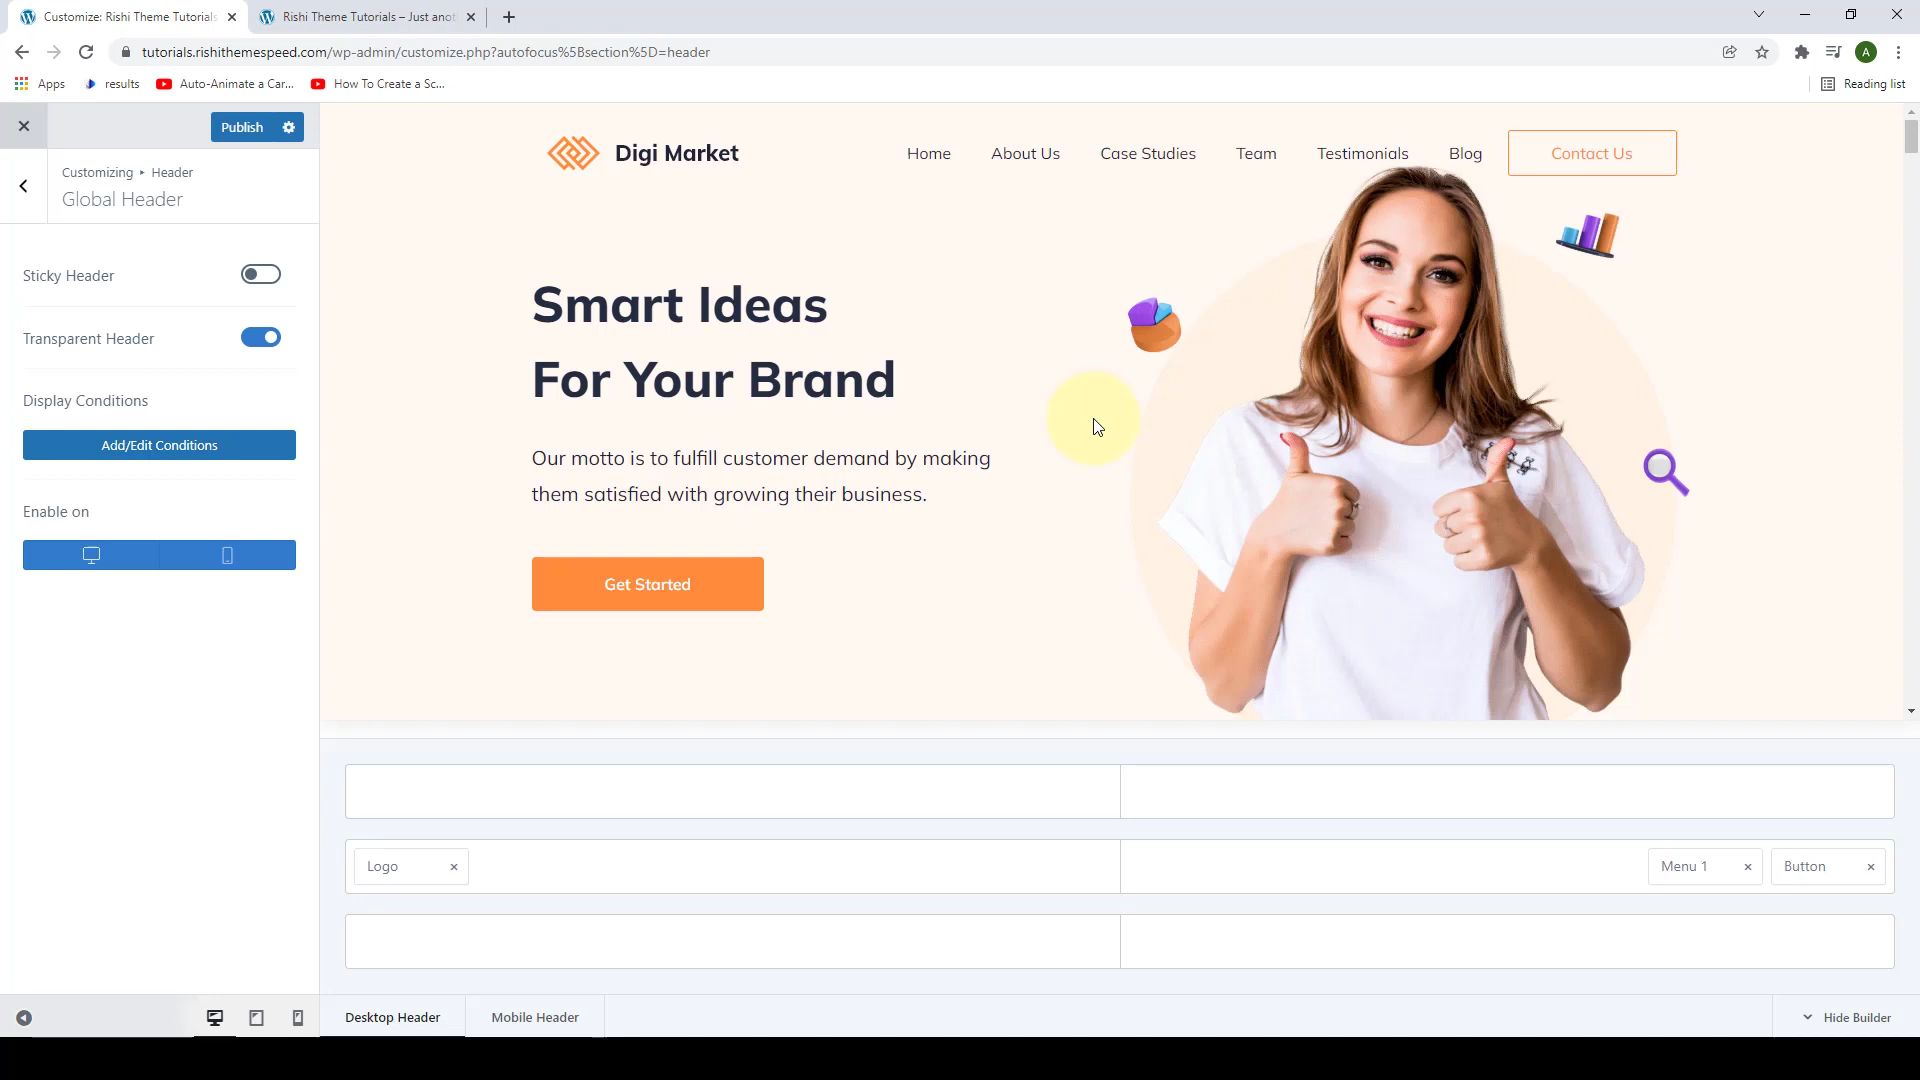 Customize: Rishi Theme Tutorials
Rishi Theme Tutorials – Just anot
tutorials.rishithemespeed.com/wp-admin/customize.php?autofocus%5Bsection%5D=header
A
Apps
results
Auto-Animate a Car...
How To Create a Sc...
Reading list
Publish
Customizing ▸ Header
Global Header
Sticky Header
Transparent Header
Display Conditions
Add/Edit Conditions
Enable on
Digi Market
Home
About Us
Case Studies
Team
Testimonials
Blog
Contact Us
Smart Ideas
For Your Brand
Our motto is to fulfill customer demand by making
them satisfied with growing their business.
Get Started
Logo
Menu 1
Button
Desktop Header
Mobile Header
Hide Builder